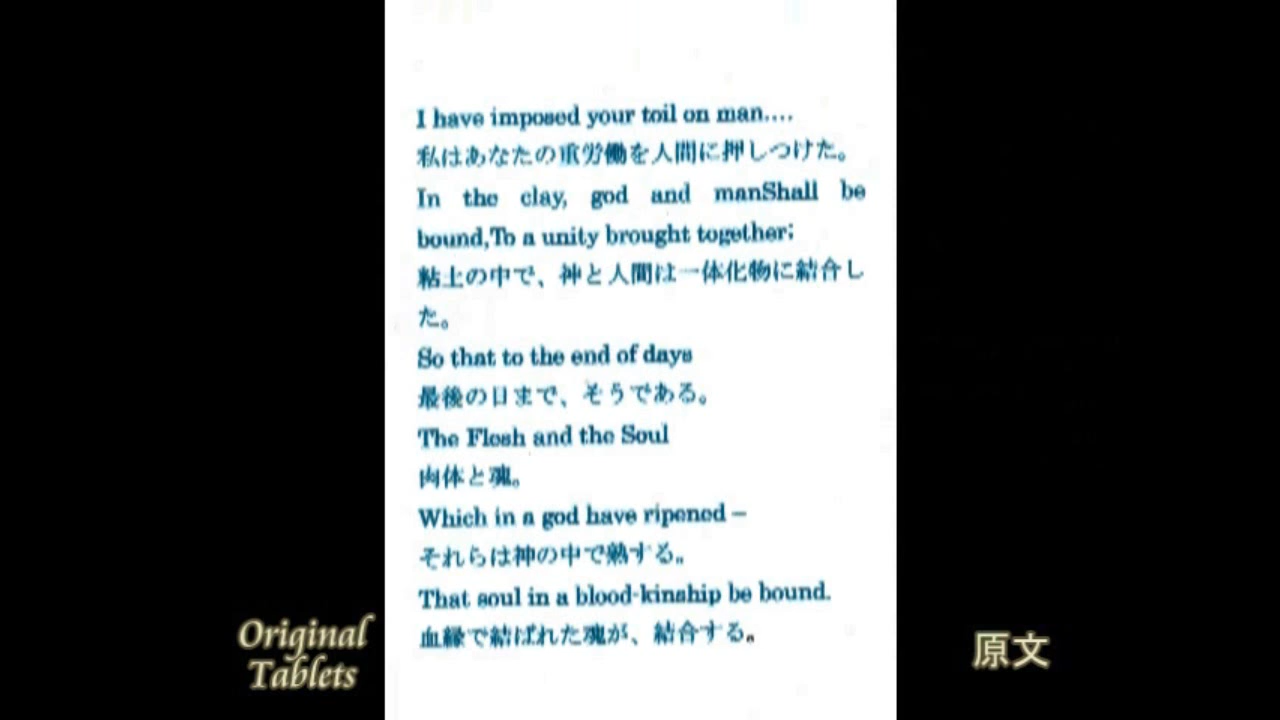 I have imposed your toil on man....
私はあなたの重労働を人間に押しつけた。
In the clay, god and manShall be
bound,To a unity brought together;
粘土の中で、神と人間は一体化物に結合し
た。
So that to the end of days
最後の日まで、そうである。
The Flesh and the Soul
肉体と魂。
Which in a god have ripened –
それらは神の中で熟する。
That soul in a blood-kinship be bound.
血縁で結ばれた魂が、結合する。
Original
Tablets
原文